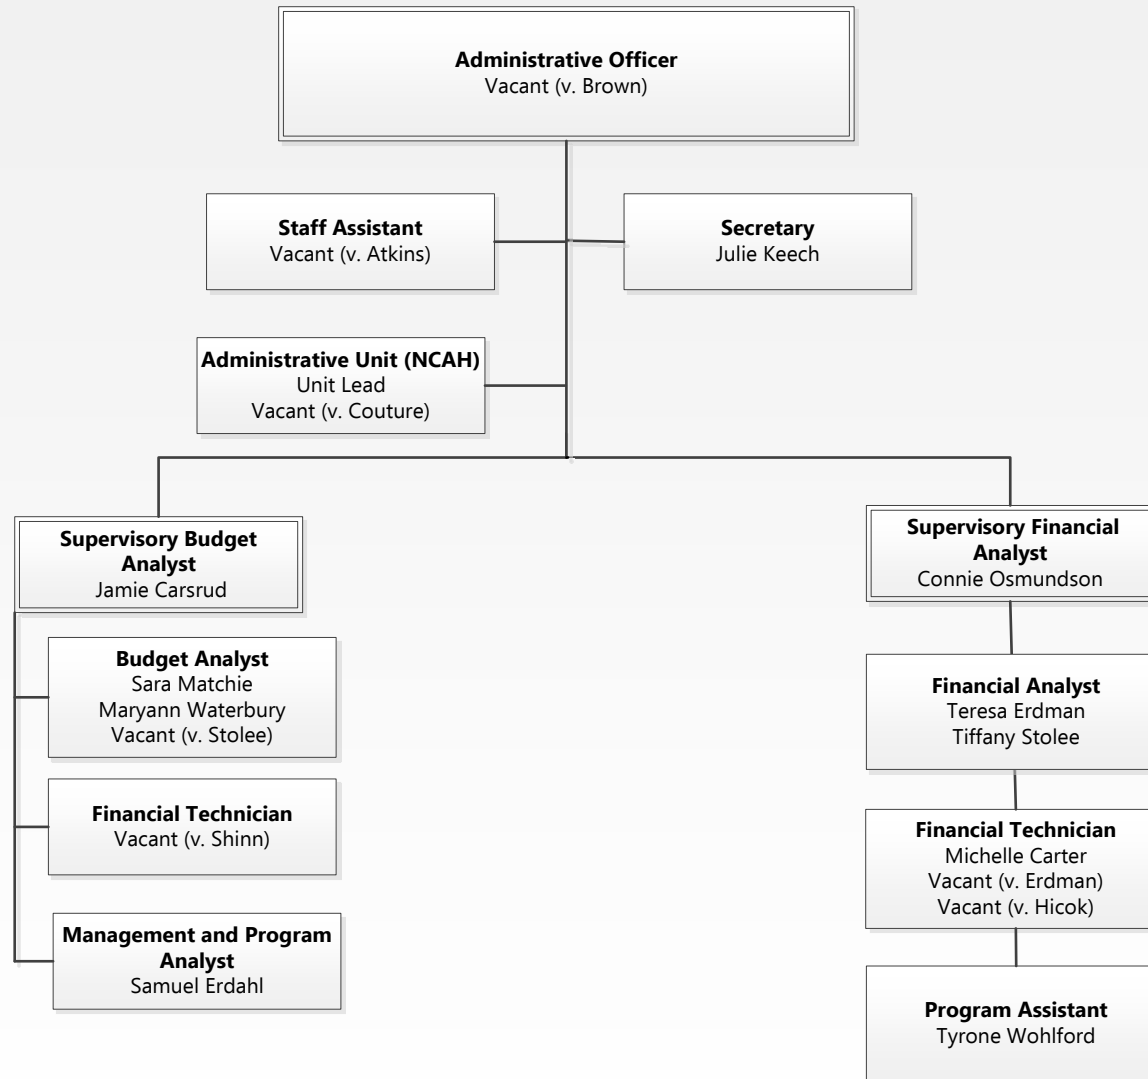 Administrative Officer
Vacant (v. Brown)
Staff Assistant
Vacant (v. Atkins)
Secretary
Julie Keech
Administrative Unit (NCAH)
Unit Lead
Vacant (v. Couture)
Supervisory Budget
Analyst
Jamie Carsrud
Budget Analyst
Sara Matchie
Maryann Waterbury
Vacant (v. Stolee)
Financial Technician
Vacant (v. Shinn)
Management and Program
Analyst
Samuel Erdahl
Supervisory Financial
Analyst
Connie Osmundson
Financial Analyst
Teresa Erdman
Tiffany Stolee
Financial Technician
Michelle Carter
Vacant (v. Erdman)
Vacant (v. Hicok)
Program Assistant
Tyrone Wohlford